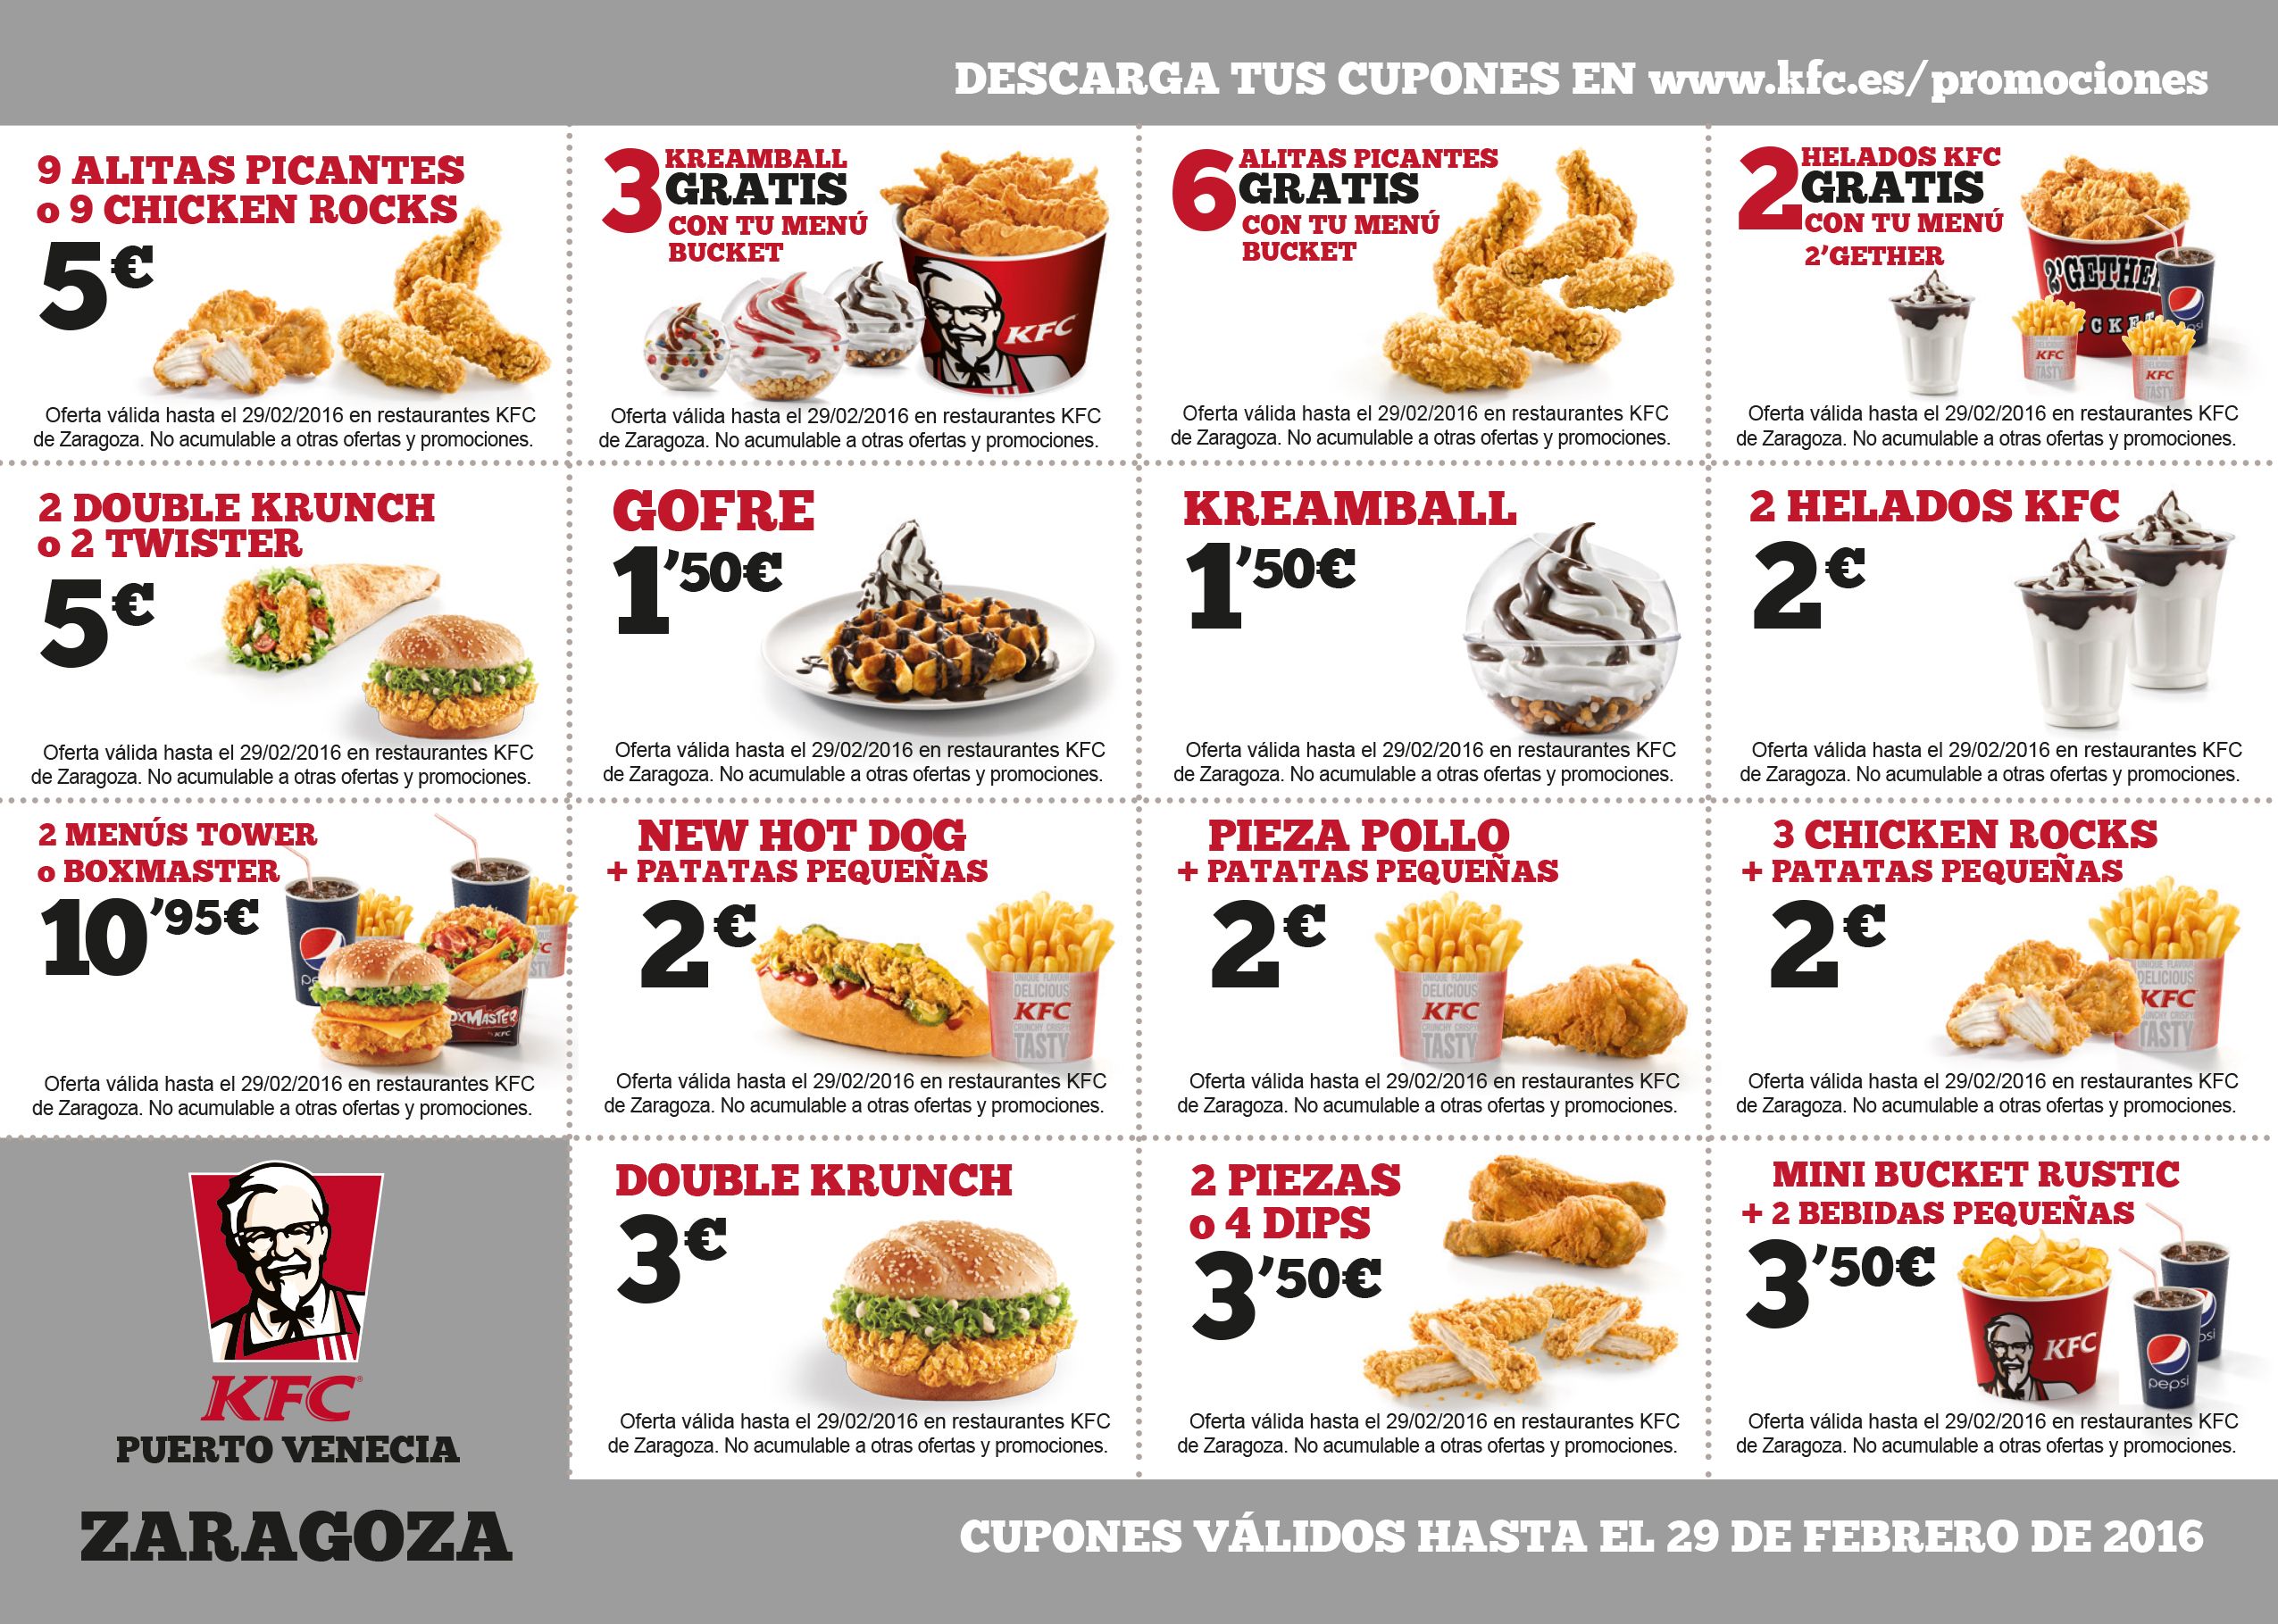 DESCARGA TUS CUPONES EN www.kfc.es/promociones
9 ALITAS PICANTES
o 9 CHICKEN ROCKS
5€
Oferta válida hasta el 29/02/2016 en restaurantes KFC
de Zaragoza. No acumulable a otras ofertas y promociones.
3 KREAMBALL
GRATIS
CON TU MENÚ
BUCKET
KFC
Oferta válida hasta el 29/02/2016 en restaurantes KFC
de Zaragoza. No acumulable a otras ofertas y promociones.
6 ALITAS PICANTES
GRATIS
CON TU MENÚ
BUCKET
Oferta válida hasta el 29/02/2016 en restaurantes KFC
de Zaragoza. No acumulable a otras ofertas y promociones.
2 HELADOS KFC
GRATIS
CON TU MENÚ
2'GETHER
KFC
TASTY
KFC
TASTY
Oferta válida hasta el 29/02/2016 en restaurantes KFC
de Zaragoza. No acumulable a otras ofertas y promociones.
2 DOUBLE KRUNCH
o 2 TWISTER
5€
Oferta válida hasta el 29/02/2016 en restaurantes KFC
de Zaragoza. No acumulable a otras ofertas y promociones.
GOFRE
1'50€
Oferta válida hasta el 29/02/2016 en restaurantes KFC
de Zaragoza. No acumulable a otras ofertas y promociones.
KREAMBALL
1'50€
Oferta válida hasta el 29/02/2016 en restaurantes KFC
de Zaragoza. No acumulable a otras ofertas y promociones.
2 HELADOS KFC
2€
Oferta válida hasta el 29/02/2016 en restaurantes KFC
de Zaragoza. No acumulable a otras ofertas y promociones.
2 MENÚS TOWER
o BOXMASTER
10'95€
Oferta válida hasta el 29/02/2016 en restaurantes KFC
de Zaragoza. No acumulable a otras ofertas y promociones.
NEW HOT DOG
+ PATATAS PEQUEÑAS
2€
DELICIOUS
KFC
TASTY
Oferta válida hasta el 29/02/2016 en restaurantes KFC
de Zaragoza. No acumulable a otras ofertas y promociones.
PIEZA POLLO
+ PATATAS PEQUEÑAS
2€
DELICIOUS
KFC
TASTY
Oferta válida hasta el 29/02/2016 en restaurantes KFC
de Zaragoza. No acumulable a otras ofertas y promociones.
3 CHICKEN ROCKS
+ PATATAS PEQUEÑAS
2€
DELICIOUS
KFC
TASTY
Oferta válida hasta el 29/02/2016 en restaurantes KFC
de Zaragoza. No acumulable a otras ofertas y promociones.
KFC
PUERTO VENECIA
ZARAGOZA
DOUBLE KRUNCH
3€
Oferta válida hasta el 29/02/2016 en restaurantes KFC
de Zaragoza. No acumulable a otras ofertas y promociones.
2 PIEZAS
o 4 DIPS
3'50€
Oferta válida hasta el 29/02/2016 en restaurantes KFC
de Zaragoza. No acumulable a otras ofertas y promociones.
MINI BUCKET RUSTIC
+ 2 BEBIDAS PEQUEÑAS
3'50€
KFC
pepsi
Oferta válida hasta el 29/02/2016 en restaurantes KFC
de Zaragoza. No acumulable a otras ofertas y promociones.
CUPONES VÁLIDOS HASTA EL 29 DE FEBRERO DE 2016